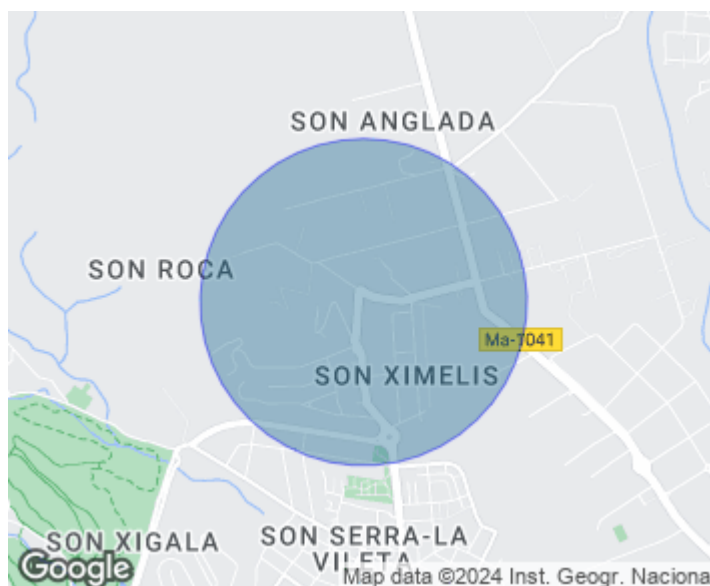 SON ANGLADA
SON ROCA
Ma-1041
SON XIMELIS
SON XIGALA
SON SERRA-LA
VILETA
Google
Map data ©2024 Inst. Geogr. Naciona